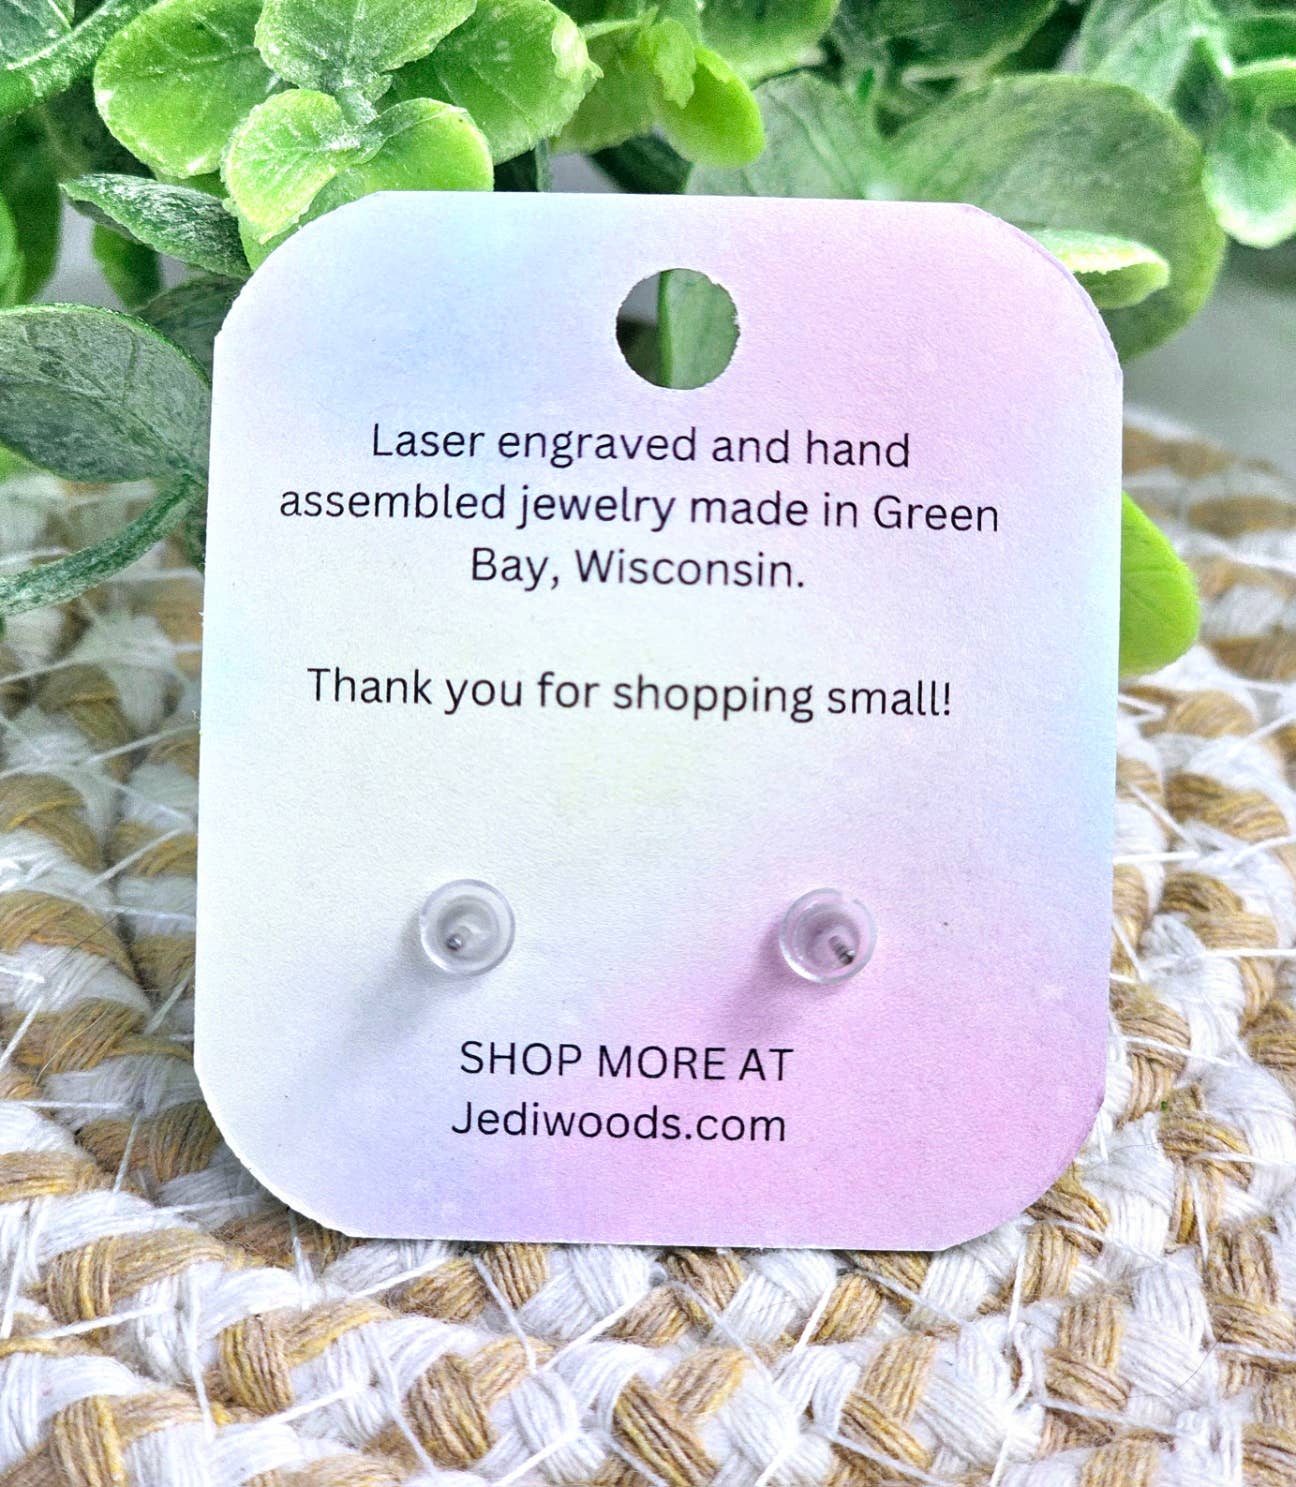 Laser engraved and hand
assembled jewelry made in Green
Bay, Wisconsin.
Thank you for shopping small!
SHOP MORE AT
Jediwoods.com